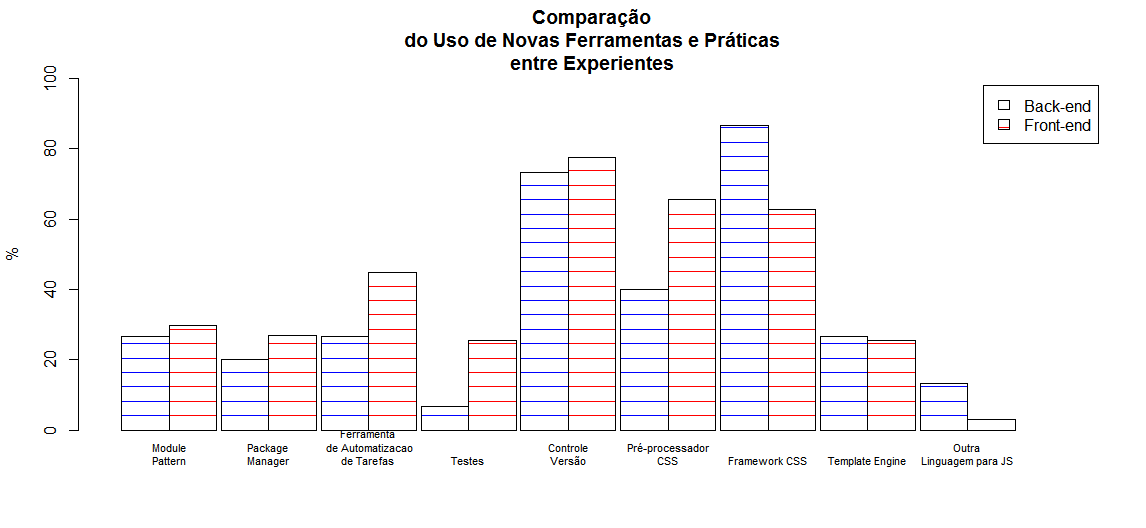 Comparação
do Uso de Novas Ferramentas e Práticas
entre Experientes
Back-end
Front-end
%
100
80
60
40
20
0
Module
Pattern
Package
Manager
Ferramenta
de Automatizacao
de Tarefas
Testes
Controle
Versão
Pré-processador
CSS
Framework CSS
Template Engine
Outra
Linguagem para JS